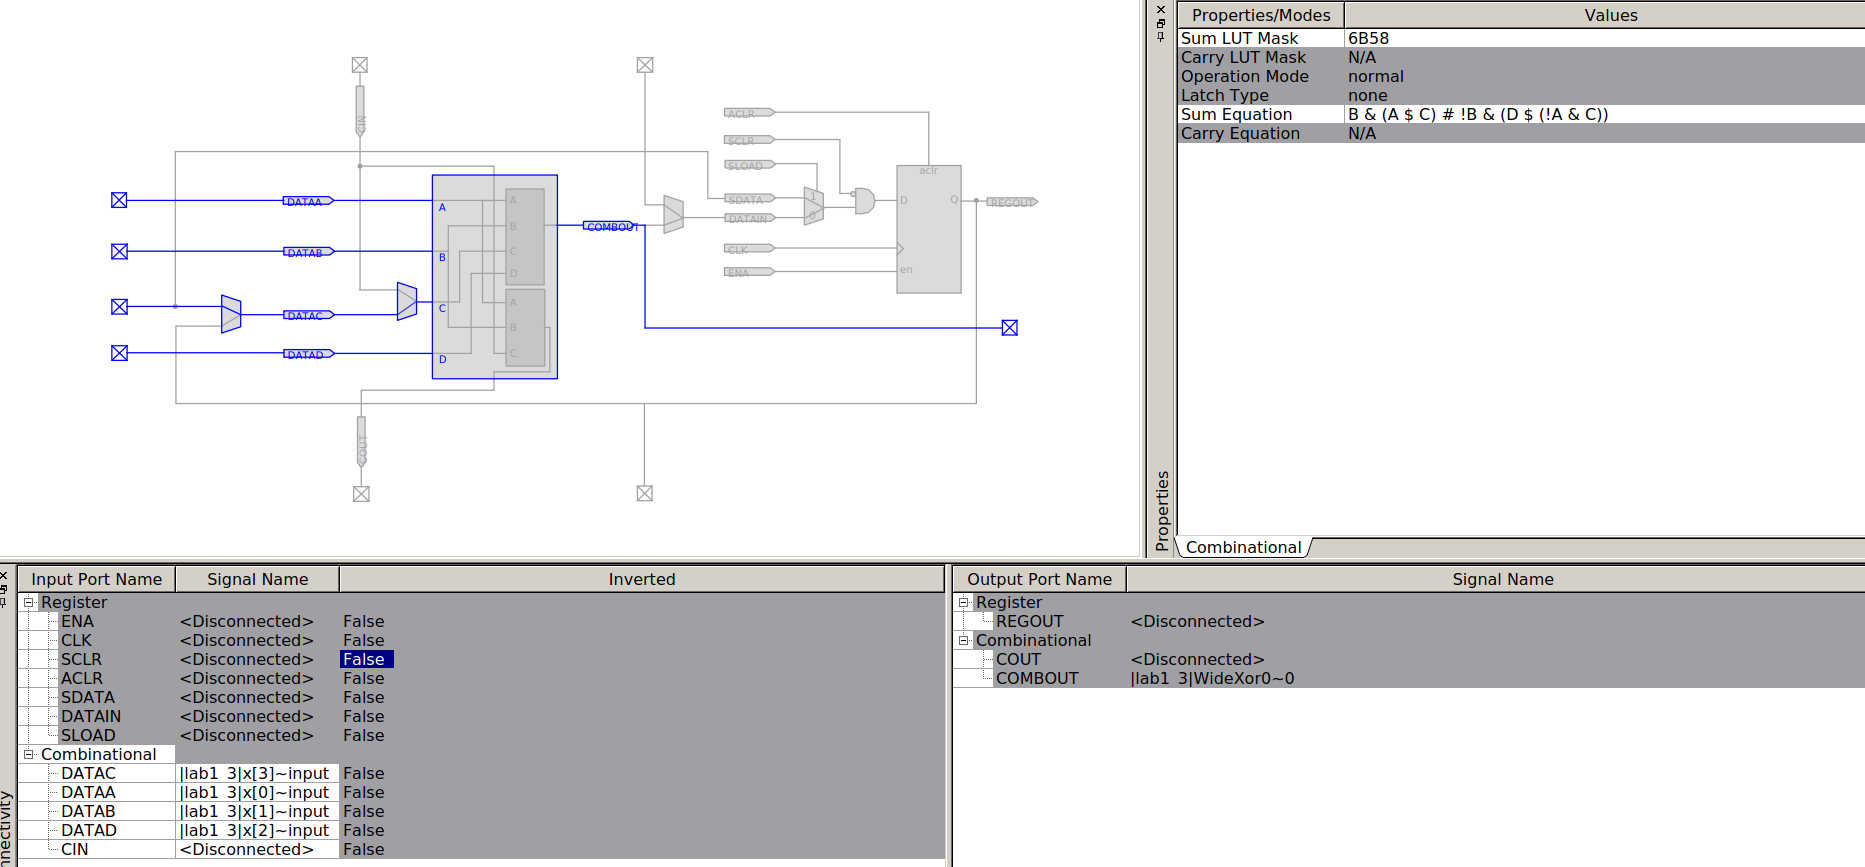 CIN
ACLR
SCLR
SLOAD
SDATA
DATAIN
CLK
ENA
1
0
aclr
D
Q
en
REGOUT
DATAA
DATAB
DATAC
DATAD
A
B
C
D
A
B
C
D
A
B
C
COMBOUT
COUT
Properties/Modes Values
Sum LUT Mask 6B58
Carry LUT Mask N/A
Operation Mode normal
Latch Type none
Sum Equation B & (A $ C) # !B & (D $ (!A & C))
Carry Equation N/A
Properties
Combinational
Input Port Name Signal Name Inverted
Register
ENA <Disconnected> False
CLK <Disconnected> False
SCLR <Disconnected> False
ACLR <Disconnected> False
SDATA <Disconnected> False
DATAIN <Disconnected> False
SLOAD <Disconnected> False
Combinational
DATAC |lab1_3|x[3]~input False
DATAA |lab1_3|x[0]~input False
DATAB |lab1_3|x[1]~input False
DATAD |lab1_3|x[2]~input False
CIN <Disconnected> False
nnectivity
Output Port Name Signal Name
Register
REGOUT <Disconnected>
Combinational
COUT <Disconnected>
COMBOUT |lab1_3|WideXor0~0